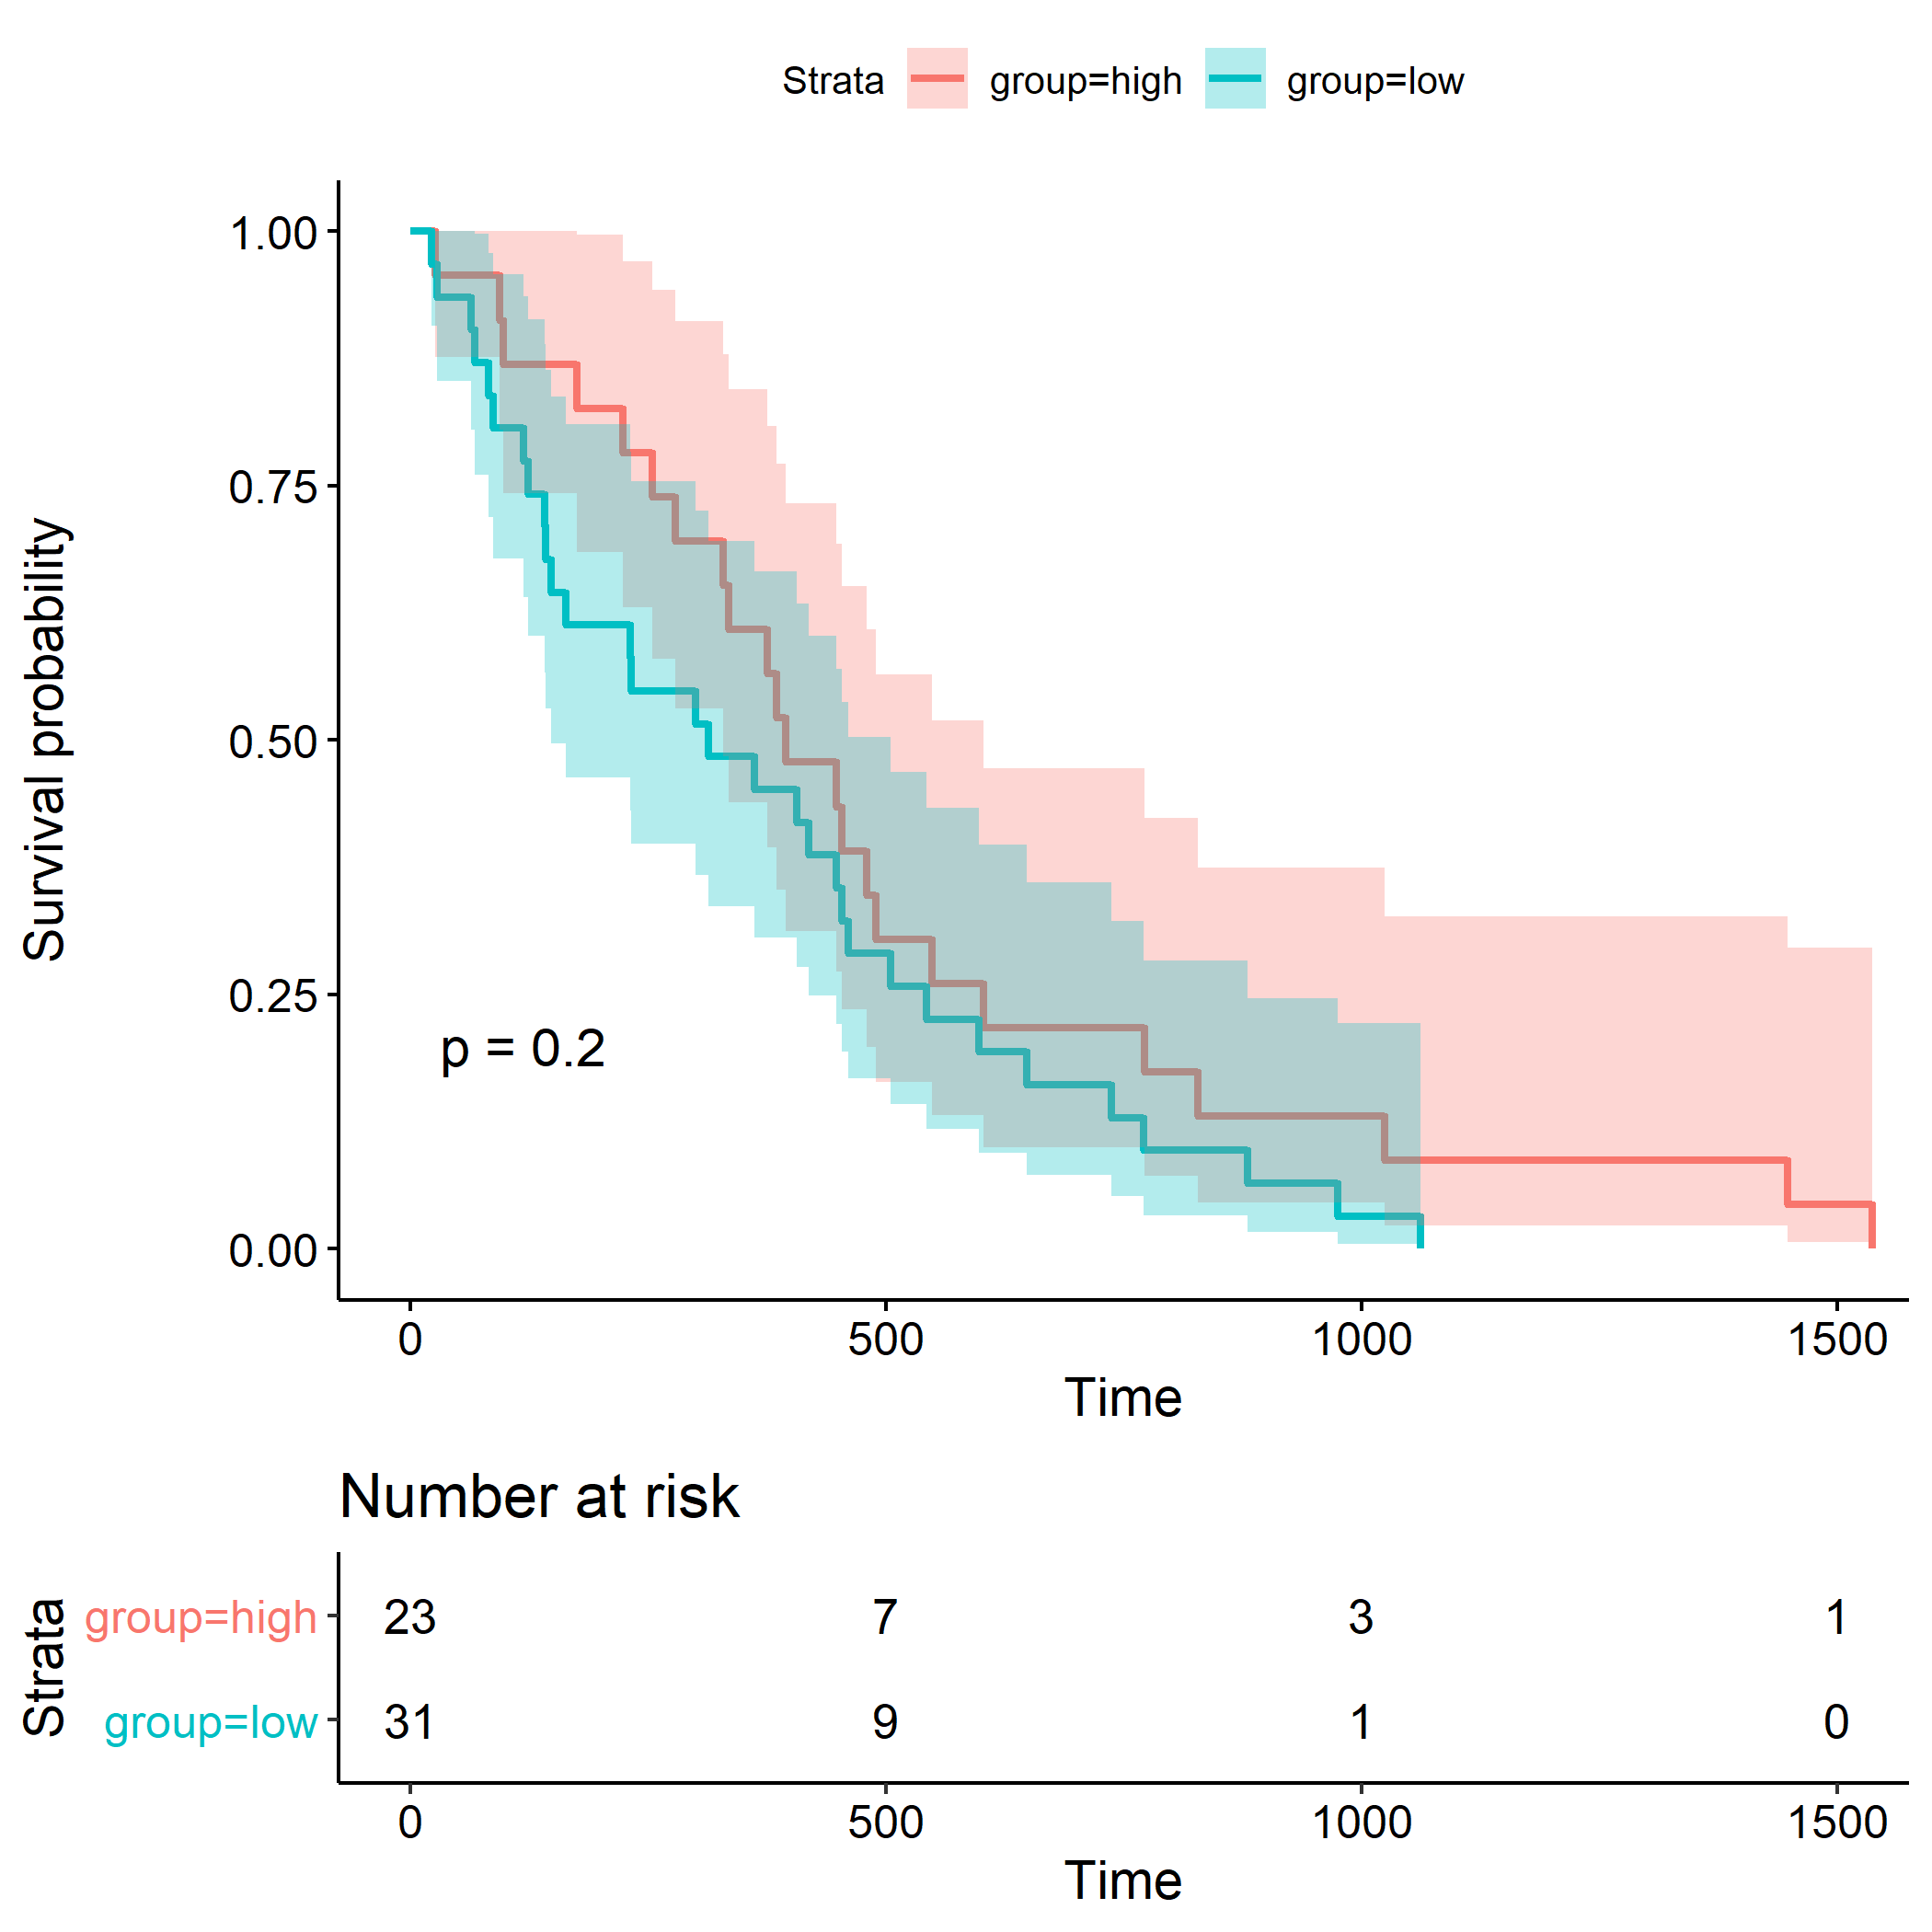 Strata group=high group=low
Survival probability
1.00
0.75
0.50
0.25
0.00
p = 0.2
0 500 1000 1500
Time
Number at risk
Strata
group=high 23 7 3 1
group=low 31 9 1 0
0 500 1000 1500
Time